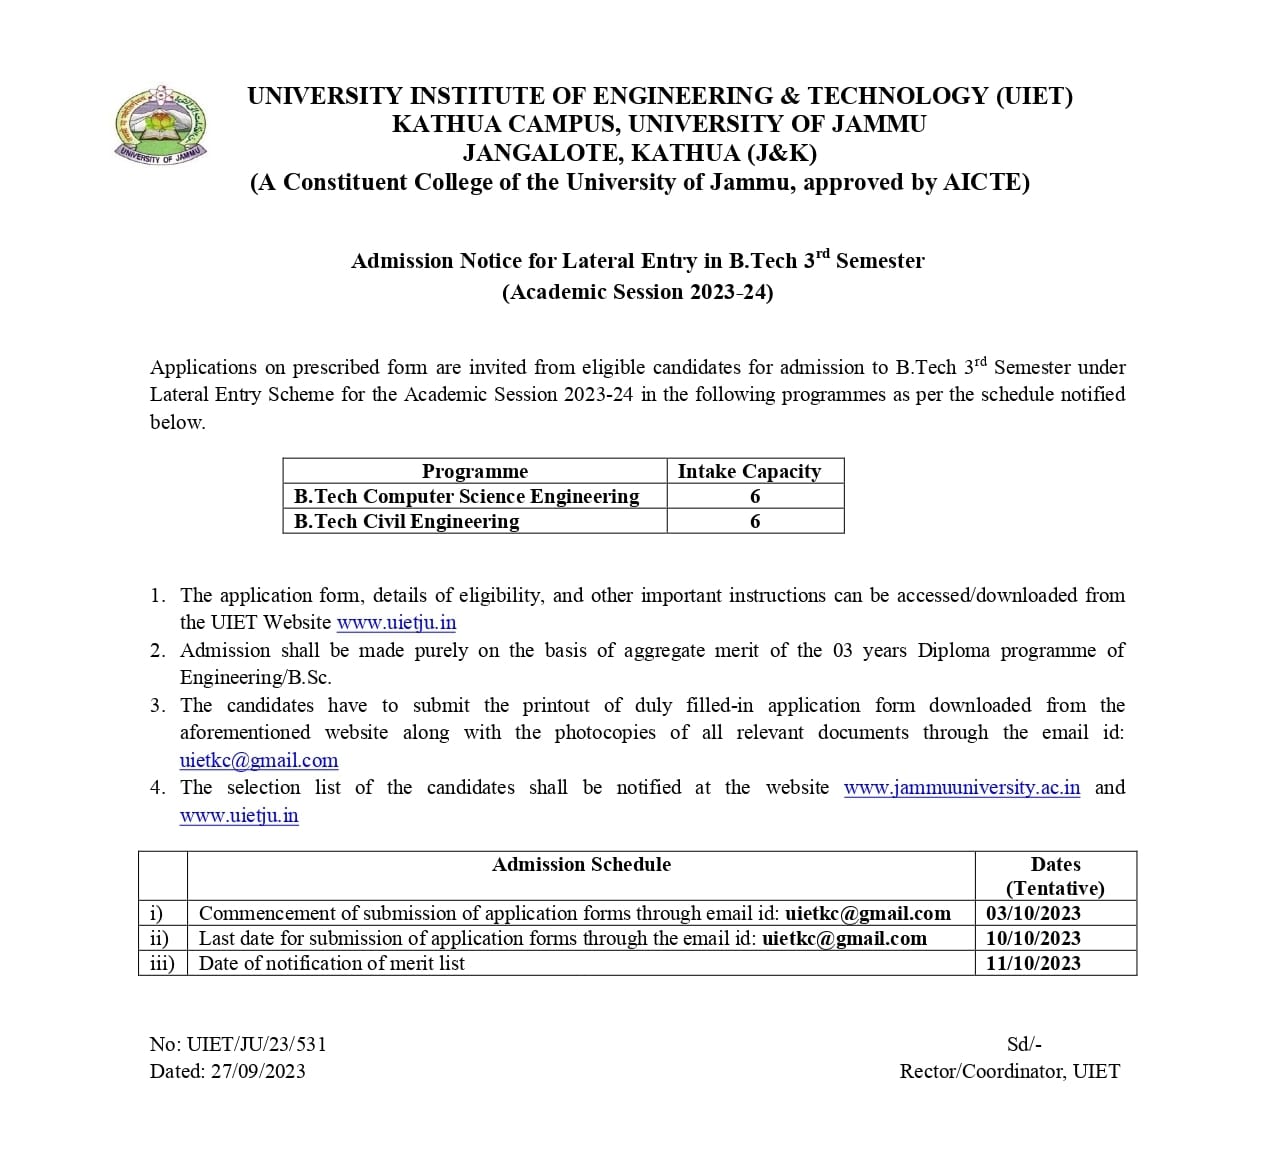 UNIVERSITY INSTITUTE OF ENGINEERING & TECHNOLOGY (UIET)
KATHUA CAMPUS, UNIVERSITY OF JAMMU
JANGALOTE, KATHUA (J&K)
(A Constituent College of the University of Jammu, approved by AICTE)
UNIVERSITY OF JAMMU
Admission Notice for Lateral Entry in B.Tech 3rd Semester
(Academic Session 2023-24)
Applications on prescribed form are invited from eligible candidates for admission to B.Tech 3rd Semester under
Lateral Entry Scheme for the Academic Session 2023-24 in the following programmes as per the schedule notified
below.
Programme Intake Capacity
B.Tech Computer Science Engineering 6
B.Tech Civil Engineering 6
1. The application form, details of eligibility, and other important instructions can be accessed/downloaded from
the UIET Website www.uietju.in
2. Admission shall be made purely on the basis of aggregate merit of the 03 years Diploma programme of
Engineering/B.Sc.
3. The candidates have to submit the printout of duly filled-in application form downloaded from the
aforementioned website along with the photocopies of all relevant documents through the email id:
uietkc@gmail.com
4. The selection list of the candidates shall be notified at the website www.jammuuniversity.ac.in and
www.uietju.in
Admission Schedule Dates
(Tentative)
i) Commencement of submission of application forms through email id: uietkc@gmail.com 03/10/2023
ii) Last date for submission of application forms through the email id: uietkc@gmail.com 10/10/2023
iii) Date of notification of merit list 11/10/2023
No: UIET/JU/23/531 Sd/-
Dated: 27/09/2023 Rector/Coordinator, UIET